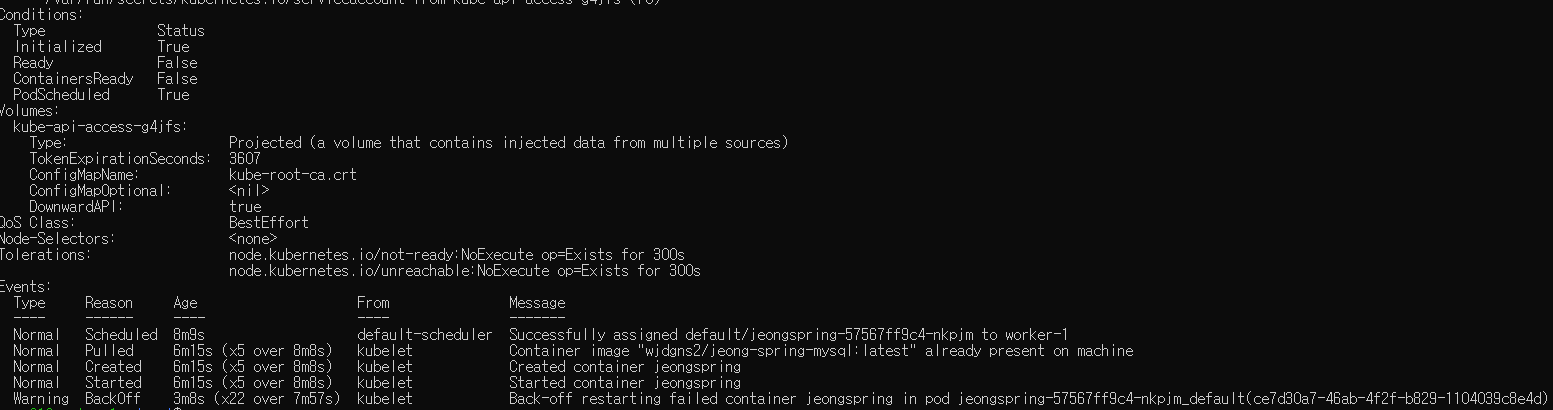 /var/run/secrets/kubernetes.io/serviceaccount from kube-api-access-g4jfs (ro)
Conditions:
  Type              Status
  Initialized       True
  Ready             False
  ContainersReady   False
  PodScheduled      True
Volumes:
  kube-api-access-g4jfs:
    Type:                    Projected (a volume that contains injected data from multiple sources)
    TokenExpirationSeconds:  3607
    ConfigMapName:           kube-root-ca.crt
    ConfigMapOptional:       <nil>
    DownwardAPI:             true
QoS Class:                   BestEffort
Node-Selectors:              <none>
Tolerations:                 node.kubernetes.io/not-ready:NoExecute op=Exists for 300s
                             node.kubernetes.io/unreachable:NoExecute op=Exists for 300s
Events:
  Type     Reason     Age                    From               Message
  ----     ------     ----                   ----               -------
  Normal   Scheduled  8m9s                   default-scheduler  Successfully assigned default/jeongspring-57567ff9c4-nkpjm to worker-1
  Normal   Pulled     6m15s (x5 over 8m8s)   kubelet            Container image "wjdgns2/jeong-spring-mysql:latest" already present on machine
  Normal   Created    6m15s (x5 over 8m8s)   kubelet            Created container jeongspring
  Normal   Started    6m15s (x5 over 8m8s)   kubelet            Started container jeongspring
  Warning  BackOff    3m8s (x22 over 7m57s)  kubelet            Back-off restarting failed container jeongspring in pod jeongspring-57567ff9c4-nkpjm_default(ce7d30a7-46ab-4f2f-b829-1104039c8e4d)